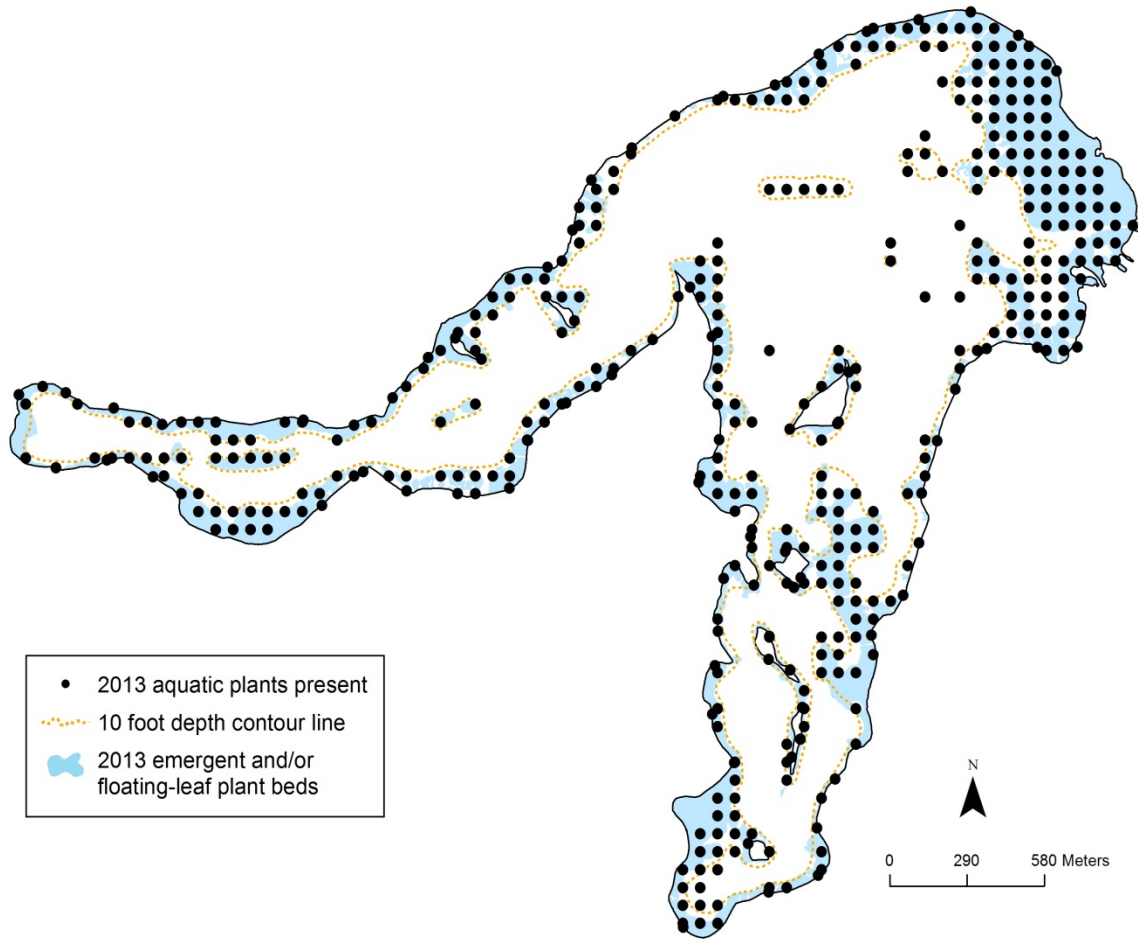 2013 aquatic plants present
10 foot depth contour line
2013 emergent and/or
floating-leaf plant beds
N
0 290 580 Meters